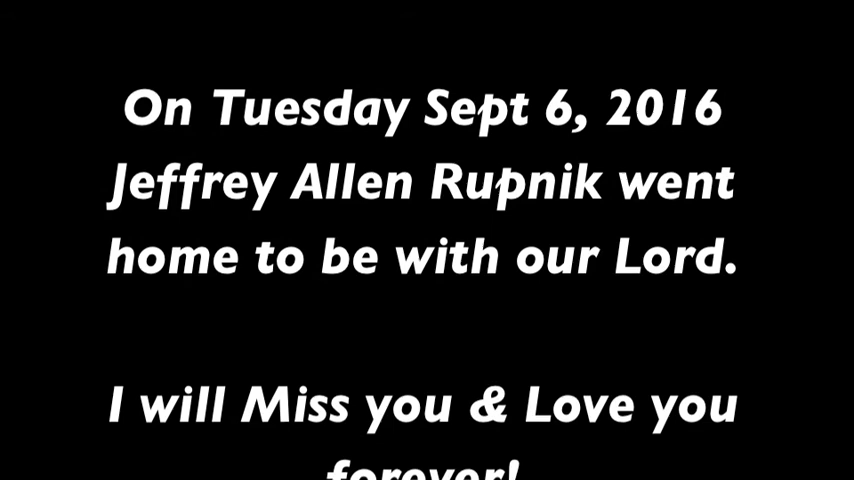 On Tuesday Sept 6, 2016
Jeffrey Allen Rupnik went
home to be with our Lord.
I will Miss you & Love you
forever!